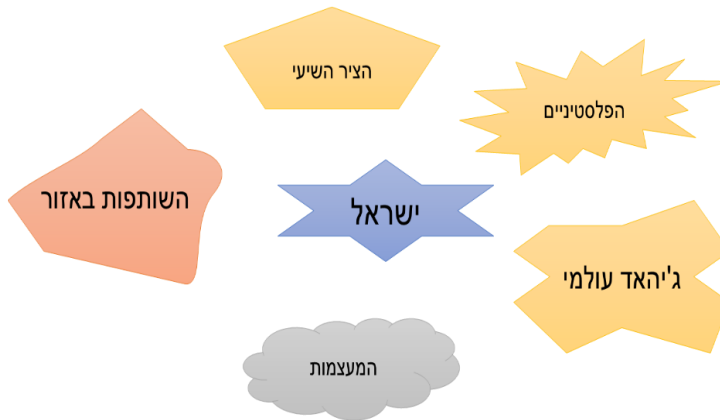 הציר השיעי
הפלסטיניים
השותפות באזור
ישראל
ג'יהאד עולמי
המעצמות